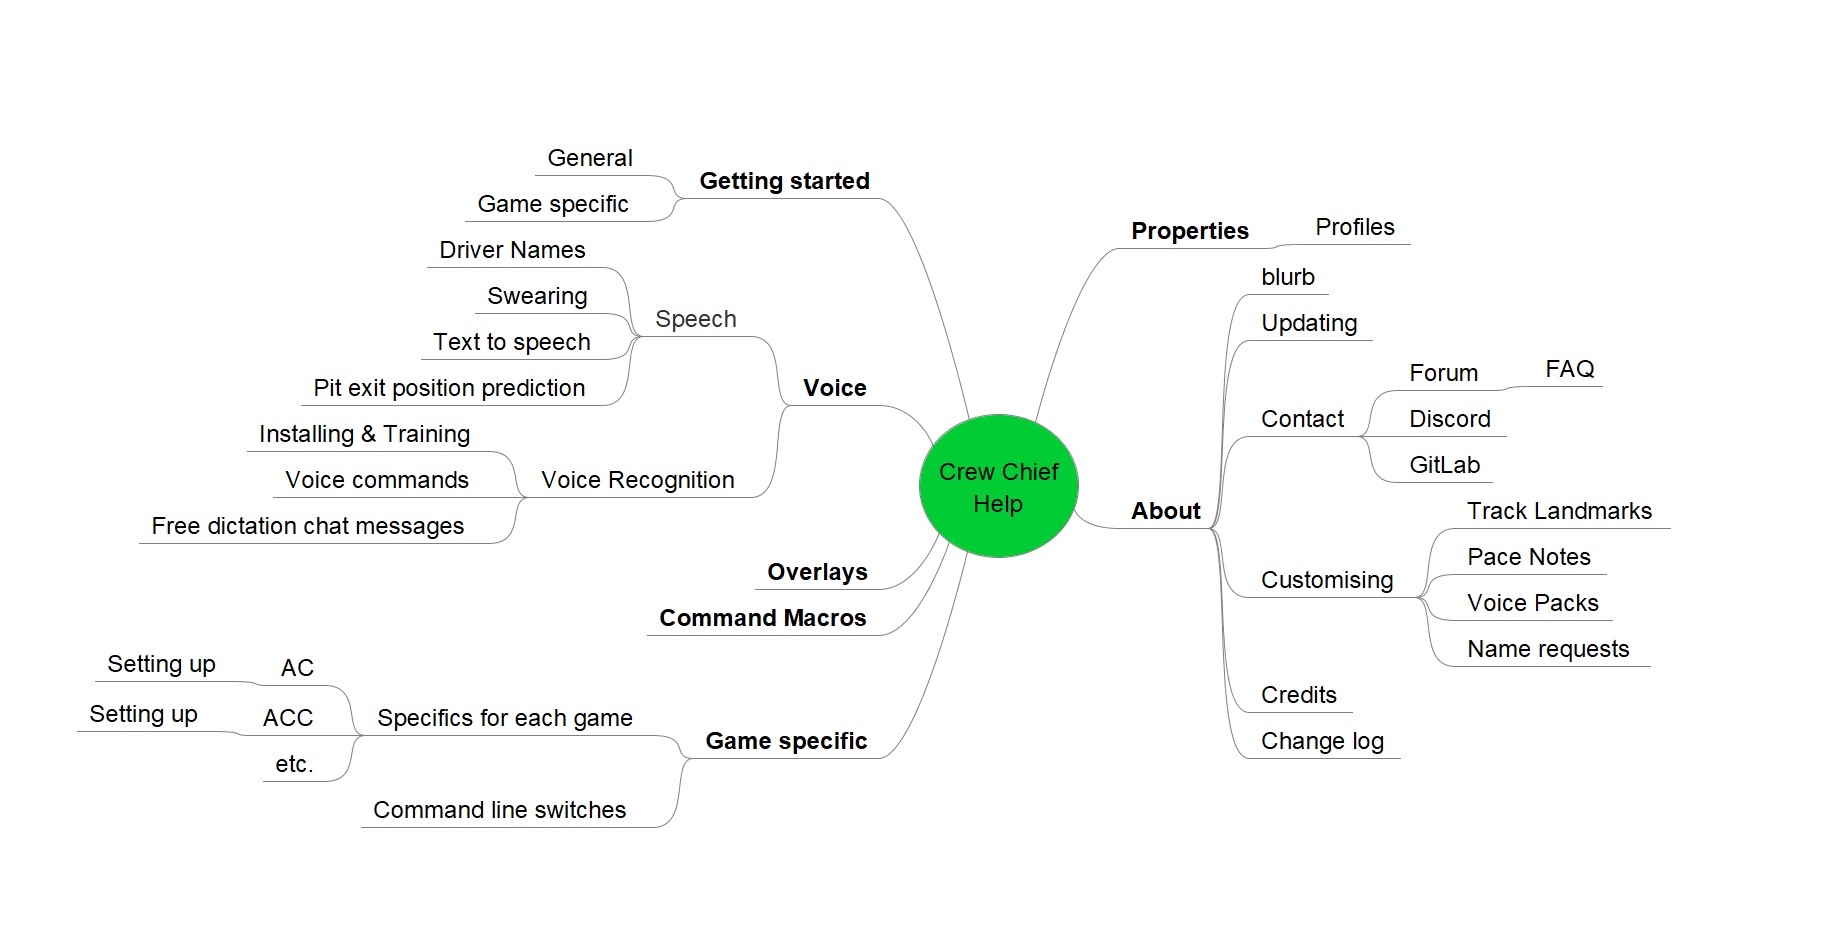 Crew Chief
Help
Getting started
General
Game specific
Voice
Speech
Driver Names
Swearing
Text to speech
Pit exit position prediction
Voice Recognition
Installing & Training
Voice commands
Free dictation chat messages
Overlays
Command Macros
Game specific
Specifics for each game
AC
Setting up
ACC
Setting up
etc.
Command line switches
Properties
Profiles
About
blurb
Updating
Contact
Forum
FAQ
Discord
GitLab
Customising
Track Landmarks
Pace Notes
Voice Packs
Name requests
Credits
Change log